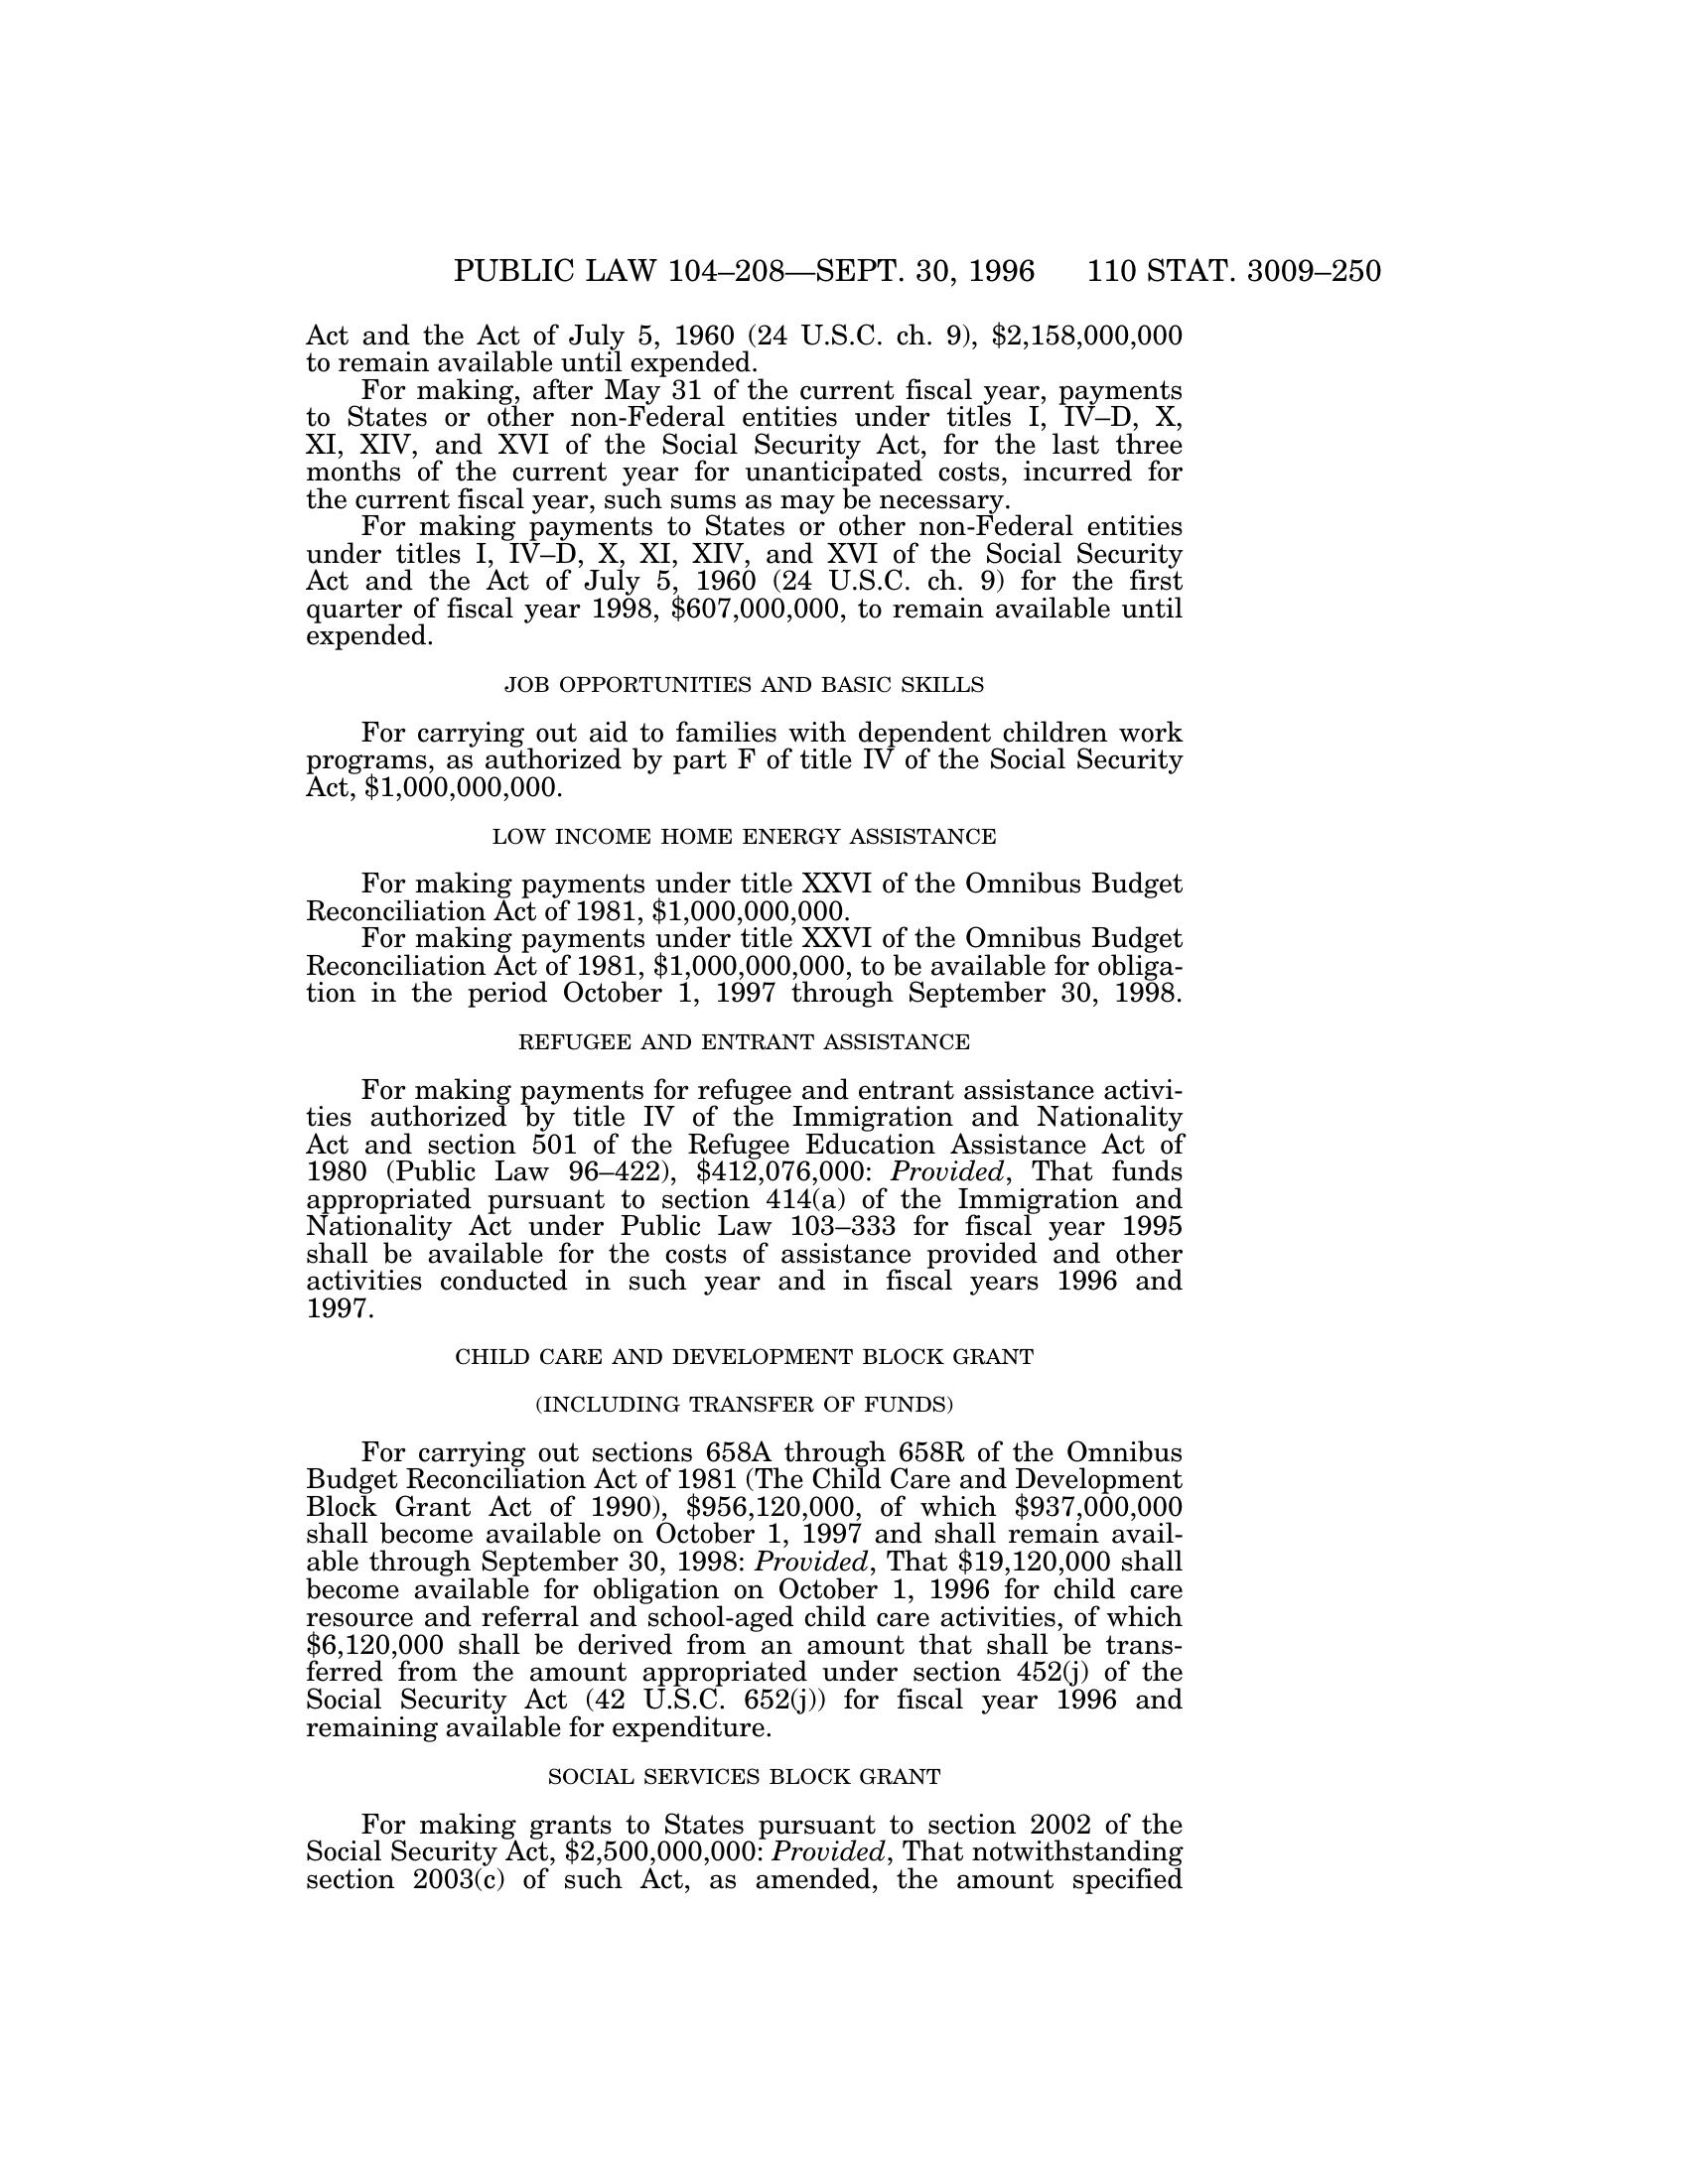 PUBLIC LAW 104–208—SEPT. 30, 1996 110 STAT. 3009–250
Act and the Act of July 5, 1960 (24 U.S.C. ch. 9), $2,158,000,000
to remain available until expended.
For making, after May 31 of the current fiscal year, payments
to States or other non-Federal entities under titles I, IV–D, X,
XI, XIV, and XVI of the Social Security Act, for the last three
months of the current year for unanticipated costs, incurred for
the current fiscal year, such sums as may be necessary.
For making payments to States or other non-Federal entities
under titles I, IV–D, X, XI, XIV, and XVI of the Social Security
Act and the Act of July 5, 1960 (24 U.S.C. ch. 9) for the first
quarter of fiscal year 1998, $607,000,000, to remain available until
expended.
JOB OPPORTUNITIES AND BASIC SKILLS
For carrying out aid to families with dependent children work
programs, as authorized by part F of title IV of the Social Security
Act, $1,000,000,000.
LOW INCOME HOME ENERGY ASSISTANCE
For making payments under title XXVI of the Omnibus Budget
Reconciliation Act of 1981, $1,000,000,000.
For making payments under title XXVI of the Omnibus Budget
Reconciliation Act of 1981, $1,000,000,000, to be available for obliga-
tion in the period October 1, 1997 through September 30, 1998.
REFUGEE AND ENTRANT ASSISTANCE
For making payments for refugee and entrant assistance activi-
ties authorized by title IV of the Immigration and Nationality
Act and section 501 of the Refugee Education Assistance Act of
1980 (Public Law 96–422), $412,076,000: Provided, That funds
appropriated pursuant to section 414(a) of the Immigration and
Nationality Act under Public Law 103–333 for fiscal year 1995
shall be available for the costs of assistance provided and other
activities conducted in such year and in fiscal years 1996 and
1997.
CHILD CARE AND DEVELOPMENT BLOCK GRANT
(INCLUDING TRANSFER OF FUNDS)
For carrying out sections 658A through 658R of the Omnibus
Budget Reconciliation Act of 1981 (The Child Care and Development
Block Grant Act of 1990), $956,120,000, of which $937,000,000
shall become available on October 1, 1997 and shall remain avail-
able through September 30, 1998: Provided, That $19,120,000 shall
become available for obligation on October 1, 1996 for child care
resource and referral and school-aged child care activities, of which
$6,120,000 shall be derived from an amount that shall be trans-
ferred from the amount appropriated under section 452(j) of the
Social Security Act (42 U.S.C. 652(j)) for fiscal year 1996 and
remaining available for expenditure.
SOCIAL SERVICES BLOCK GRANT
For making grants to States pursuant to section 2002 of the
Social Security Act, $2,500,000,000: Provided, That notwithstanding
section 2003(c) of such Act, as amended, the amount specified